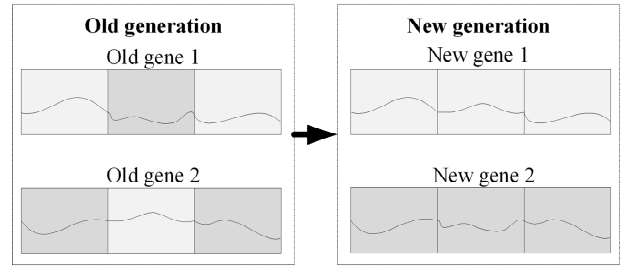 Old generation
Old gene 1
Old gene 2
New generation
New gene 1
New gene 2